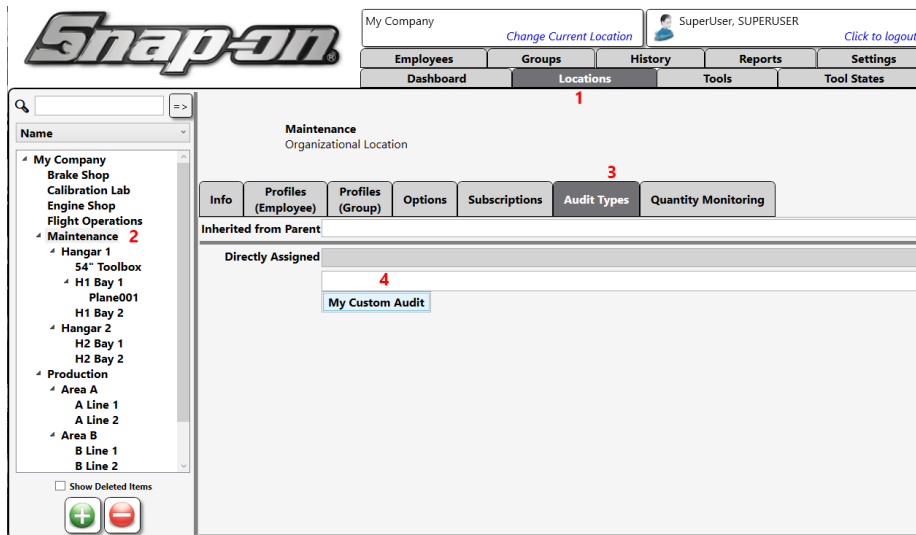 Snap-on®
My Company
Change Current Location
SuperUser, SUPERUSER
Click to logout
Employees Groups History Reports Settings
Dashboard Locations Tools Tool States
1
=>
Name
My Company
Brake Shop
Calibration Lab
Engine Shop
Flight Operations
Maintenance 2
Hangar 1
54" Toolbox
H1 Bay 1
Plane001
H1 Bay 2
Hangar 2
H2 Bay 1
H2 Bay 2
Production
Area A
A Line 1
A Line 2
Area B
B Line 1
B Line 2
Show Deleted Items
Maintenance
Organizational Location
3
Info Profiles (Employee) Profiles (Group) Options Subscriptions Audit Types Quantity Monitoring
Inherited from Parent
Directly Assigned
4
My Custom Audit